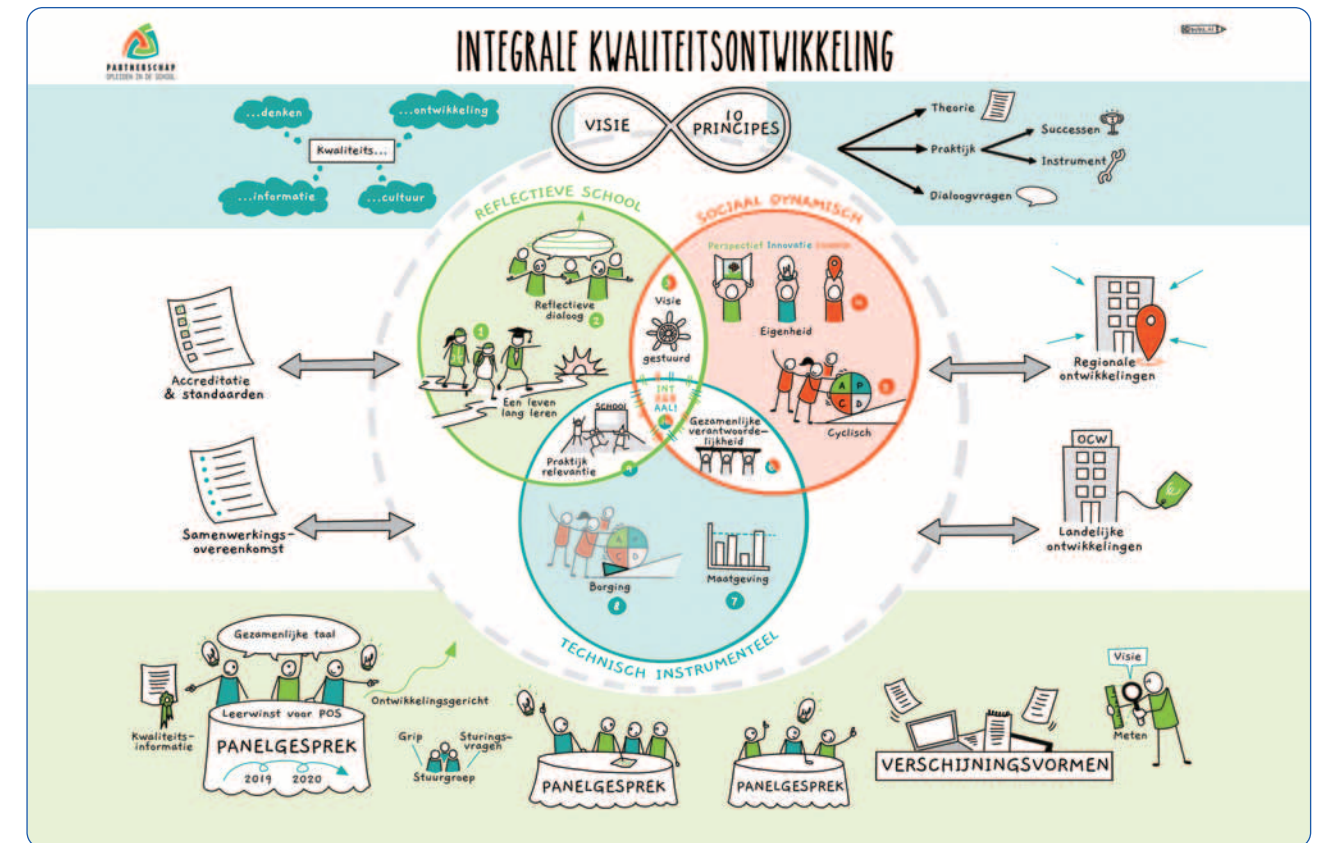 PARTNERSCHAP
OPLEIDEN IN DE SCHOOL
INTEGRALE KWALITEITSONTWIKKELING
...denken
...ontwikkeling
Kwaliteits...
...informatie
...cultuur
VISIE
10
PRINCIPES
Theorie
Praktijk
Dialoogvragen
Successen
Instrument
REFLECTIEVE SCHOOL
Reflectieve
dialoog
2
1
Een leven
lang leren
SOCIAAL DYNAMISCH
Perspectief Innovatie
Eigenheid
A P
C D
Cyclisch
3
Visie
gestuurd
INT
EGR
AAL!
SCHOOL
Praktijk
relevantie
Gezamenlijke
verantwoorde-
lijkheid
A P
C D
Borging
8
Maatgeving
7
TECHNISCH INSTRUMENTEEL
Accreditatie
& standaarden
Samenwerkings-
overeenkomst
Regionale
ontwikkelingen
OCW
Landelijke
ontwikkelingen
Gezamenlijke taal
Kwaliteits-
informatie
Leerwinst voor POS
PANELGESPREK
2019 2020
Ontwikkelingsgericht
Grip
Sturings-
vragen
Stuurgroep
PANELGESPREK
PANELGESPREK
VERSCHIJNINGSVORMEN
Visie
Meten